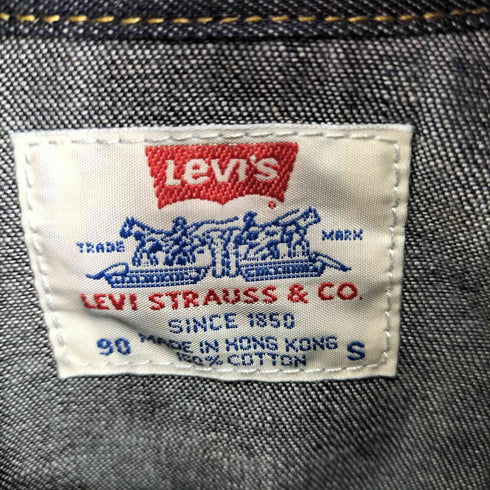 Levi's
TRADE MARK
LEVI STRAUSS & CO.
SINCE 1850
90 MADE IN HONG KONG S
100% COTTON